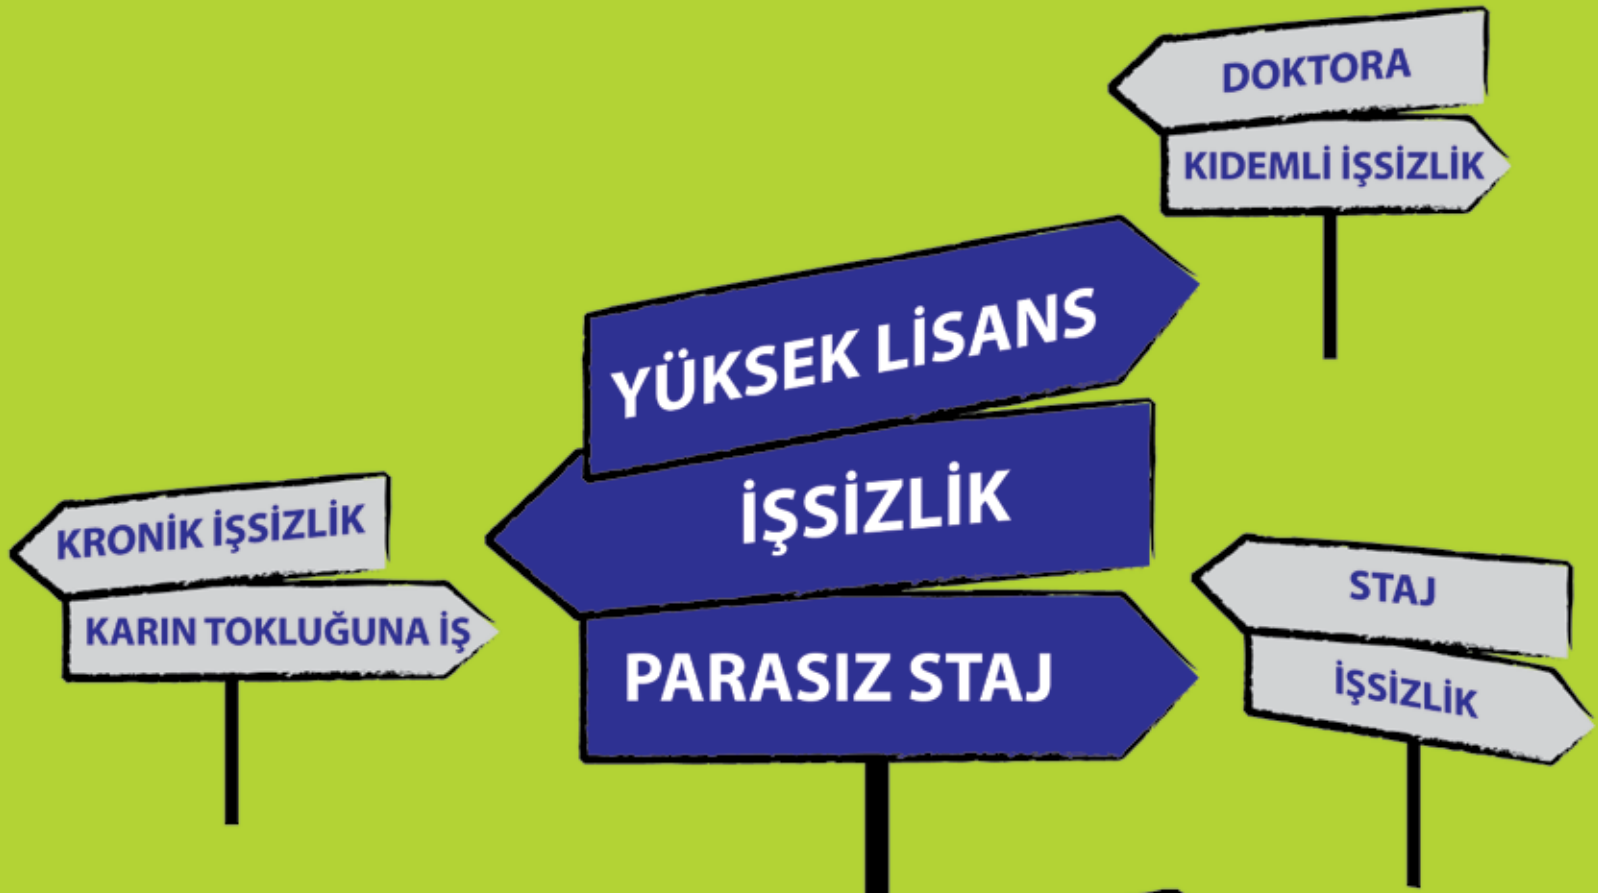 DOKTORA
KIDEMLİ İŞSİZLİK
YÜKSEK LİSANS
İŞSİZLİK
PARASIZ STAJ
KRONİK İŞSİZLİK
KARIN TOKLUĞUNA İŞ
STAJ
İŞSİZLİK